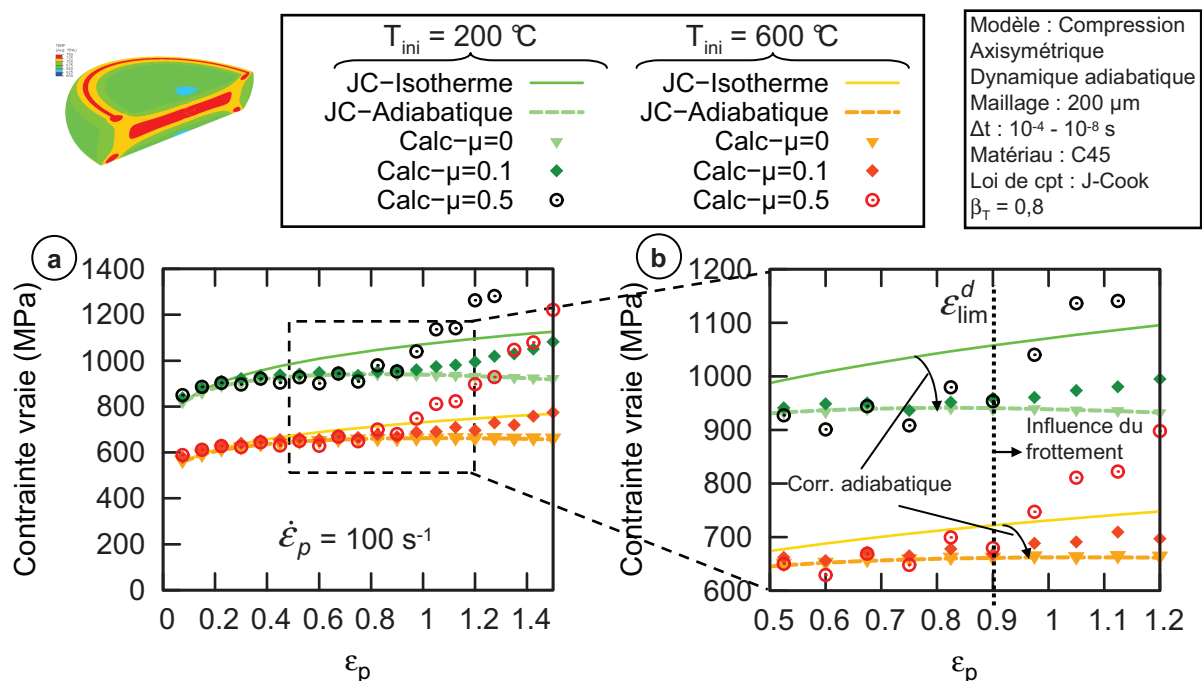 T_ini = 200 °C
T_ini = 600 °C
JC−Isotherme
JC−Isotherme
JC−Adiabatique
JC−Adiabatique
Calc−μ=0
Calc−μ=0
Calc−μ=0.1
Calc−μ=0.1
Calc−μ=0.5
Calc−μ=0.5
Modèle : Compression
Axisymétrique
Dynamique adiabatique
Maillage : 200 μm
Δt : 10⁻⁴ - 10⁻⁸ s
Matériau : C45
Loi de cpt : J-Cook
β_T = 0,8
a
Contrainte vraie (MPa)
1400
1200
1000
800
600
400
200
0
ε̇_p = 100 s⁻¹
0 0.2 0.4 0.6 0.8 1 1.2 1.4
ε_p
b
Contrainte vraie (MPa)
1200
1100
1000
900
800
700
600
ε^d_lim
Influence du
frottement
Corr. adiabatique
0.5 0.6 0.7 0.8 0.9 1 1.1 1.2
ε_p